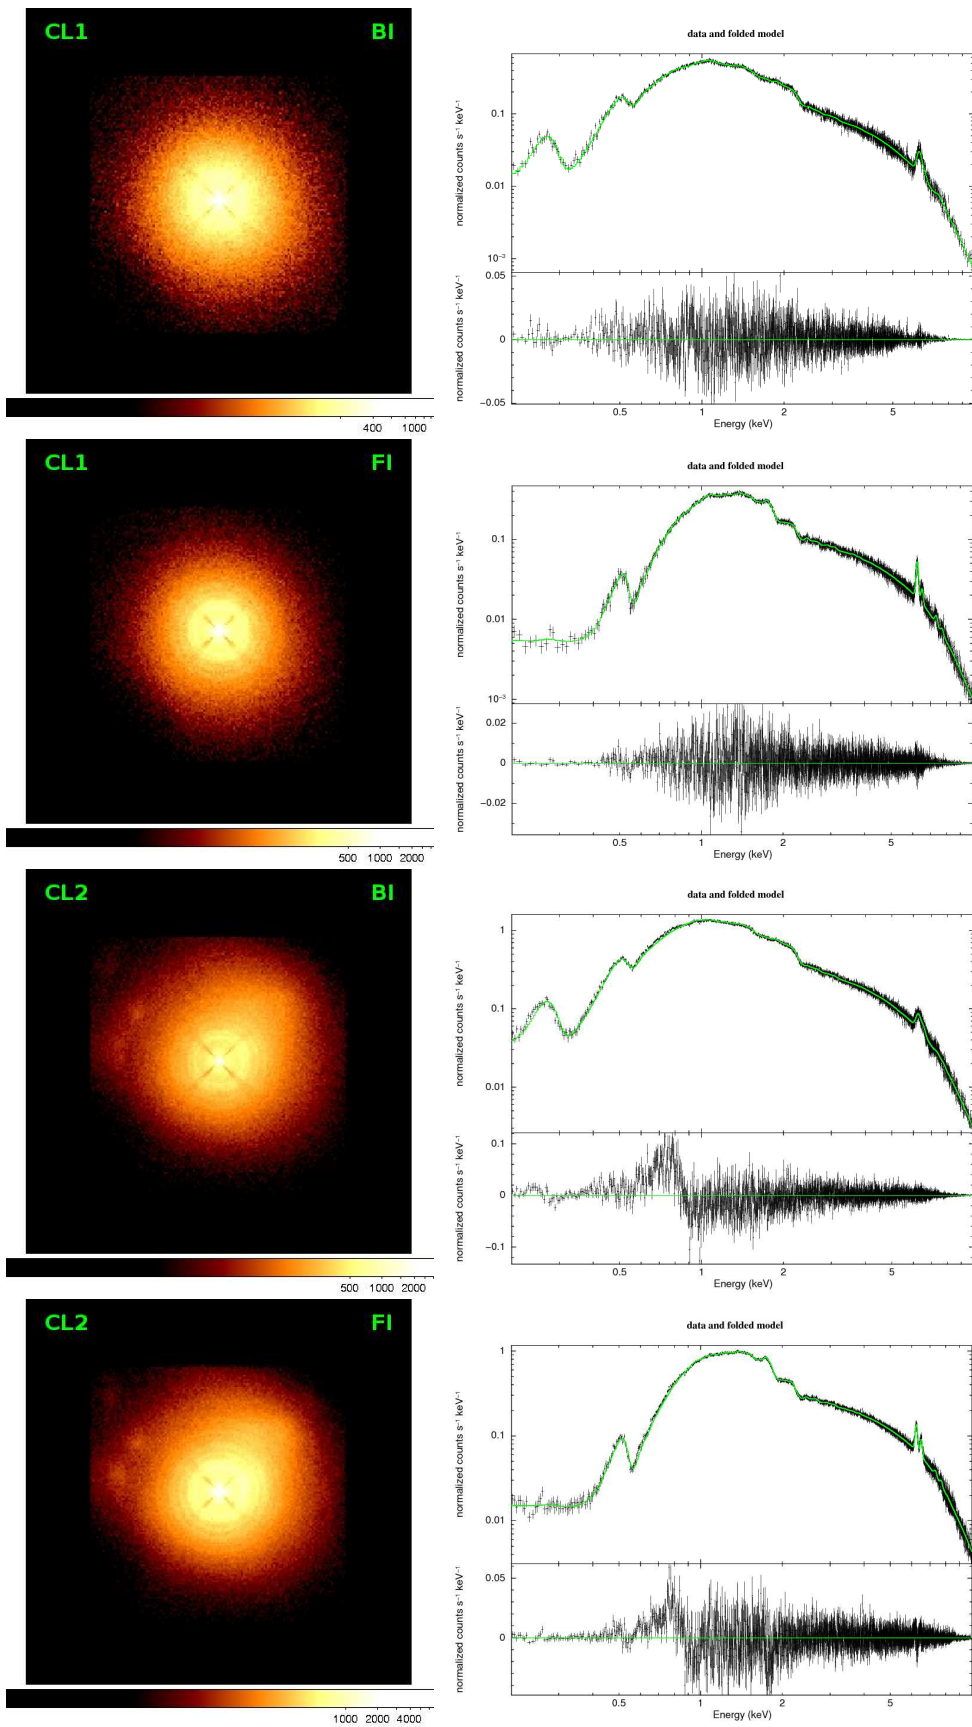 CL1 BI
400 1000
data and folded model
normalized counts s⁻¹ keV⁻¹
0.1
0.01
10⁻³
normalized counts s⁻¹ keV⁻¹
0.05
0
−0.05
0.5 1 2 5
Energy (keV)
CL1 FI
500 1000 2000
data and folded model
normalized counts s⁻¹ keV⁻¹
0.1
0.01
10⁻³
normalized counts s⁻¹ keV⁻¹
0.02
0
−0.02
0.5 1 2 5
Energy (keV)
CL2 BI
500 1000 2000
data and folded model
normalized counts s⁻¹ keV⁻¹
1
0.1
0.01
normalized counts s⁻¹ keV⁻¹
0.1
0
−0.1
0.5 1 2 5
Energy (keV)
CL2 FI
1000 2000 4000
data and folded model
normalized counts s⁻¹ keV⁻¹
1
0.1
0.01
normalized counts s⁻¹ keV⁻¹
0.05
0
0.5 1 2 5
Energy (keV)